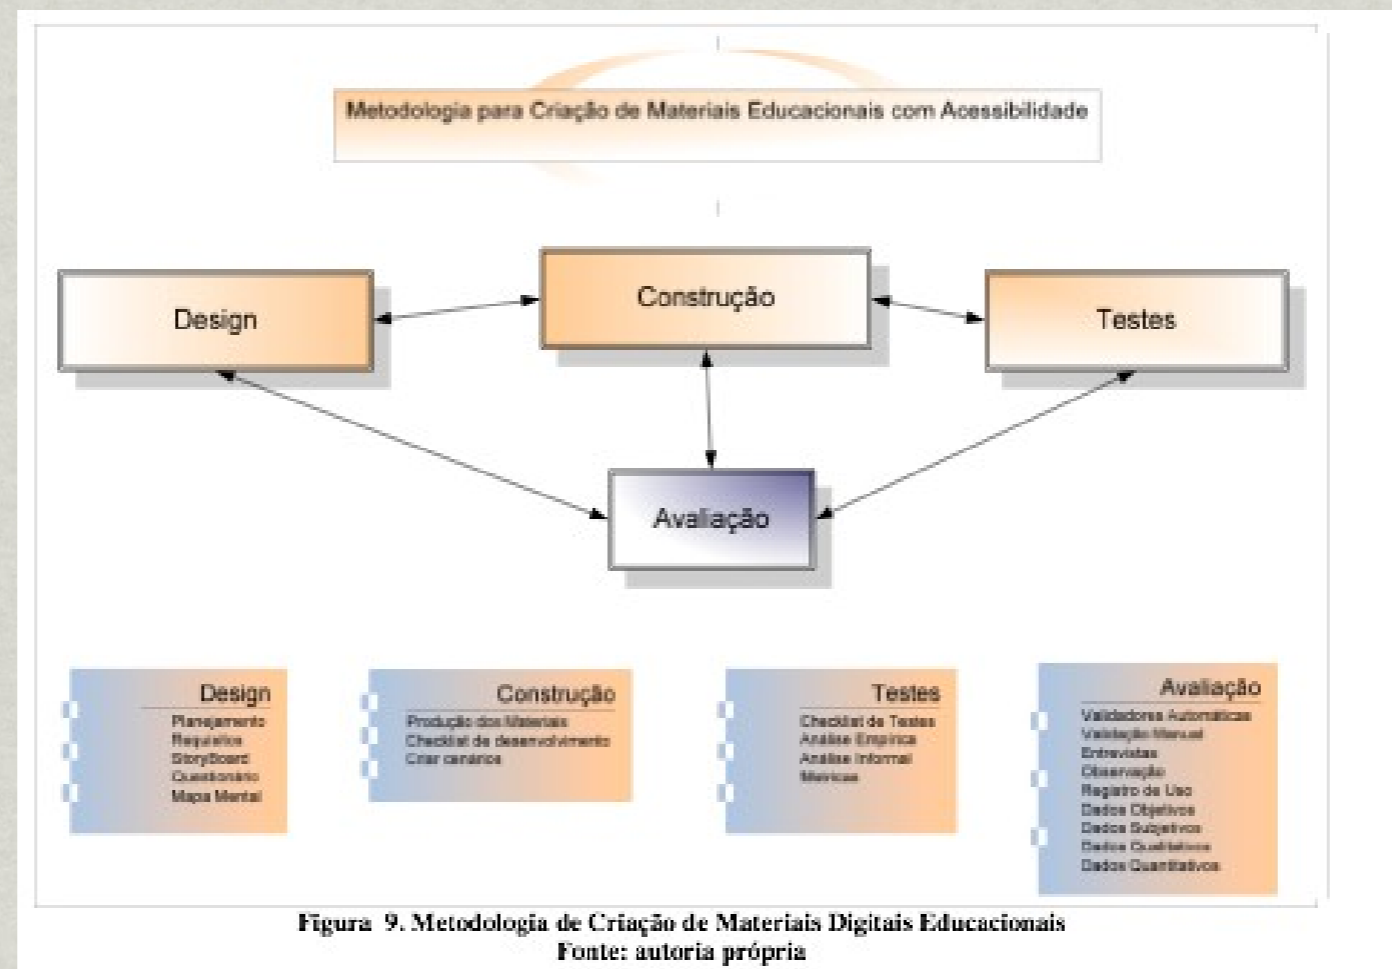 Metodologia para Criação de Materiais Educacionais com Acessibilidade
Design
Construção
Testes
Avaliação
Design
Planejamento
Requisitos
StoryBoard
Questionário
Mapa Mental
Construção
Produção dos Materiais
Checklist de desenvolvimento
Criar cenários
Testes
Checklist de Testes
Análise Empírica
Análise Informal
Métricas
Avaliação
Validadores Automáticas
Validação Manual
Entrevistas
Observação
Registro de Uso
Dados Objetivos
Dados Subjetivos
Dados Qualitativos
Dados Quantitativos
Figura 9. Metodologia de Criação de Materiais Digitais Educacionais
Fonte: autoria própria